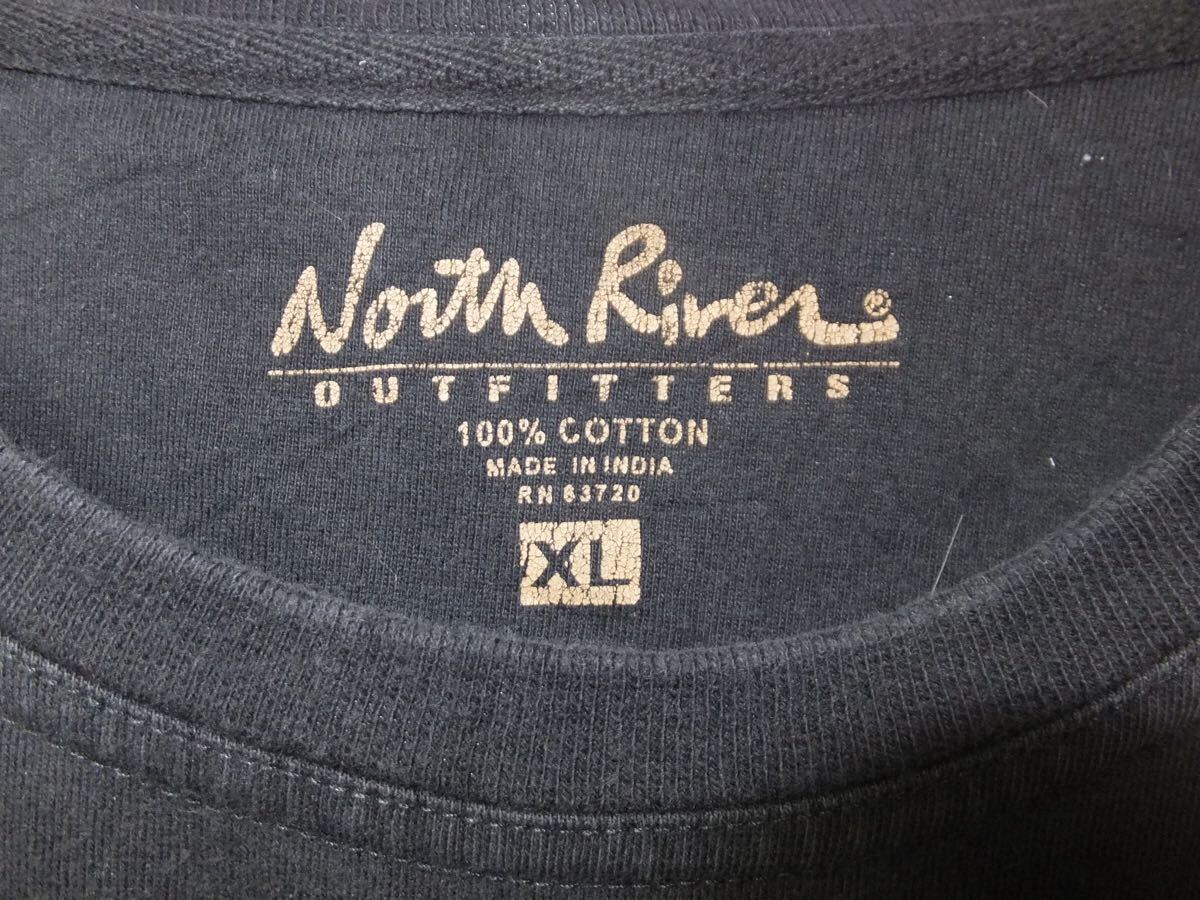 North River®
OUTFITTERS
100% COTTON
MADE IN INDIA
RN 63720
XL